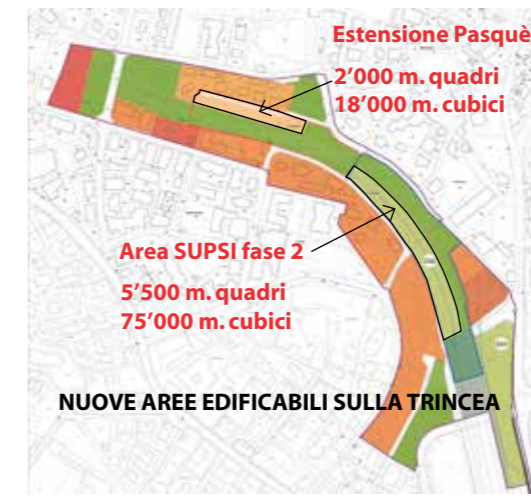 Estensione Pasquè
2’000 m. quadri
18’000 m. cubici
Area SUPSI fase 2
5’500 m. quadri
75’000 m. cubici
NUOVE AREE EDIFICABILI SULLA TRINCEA